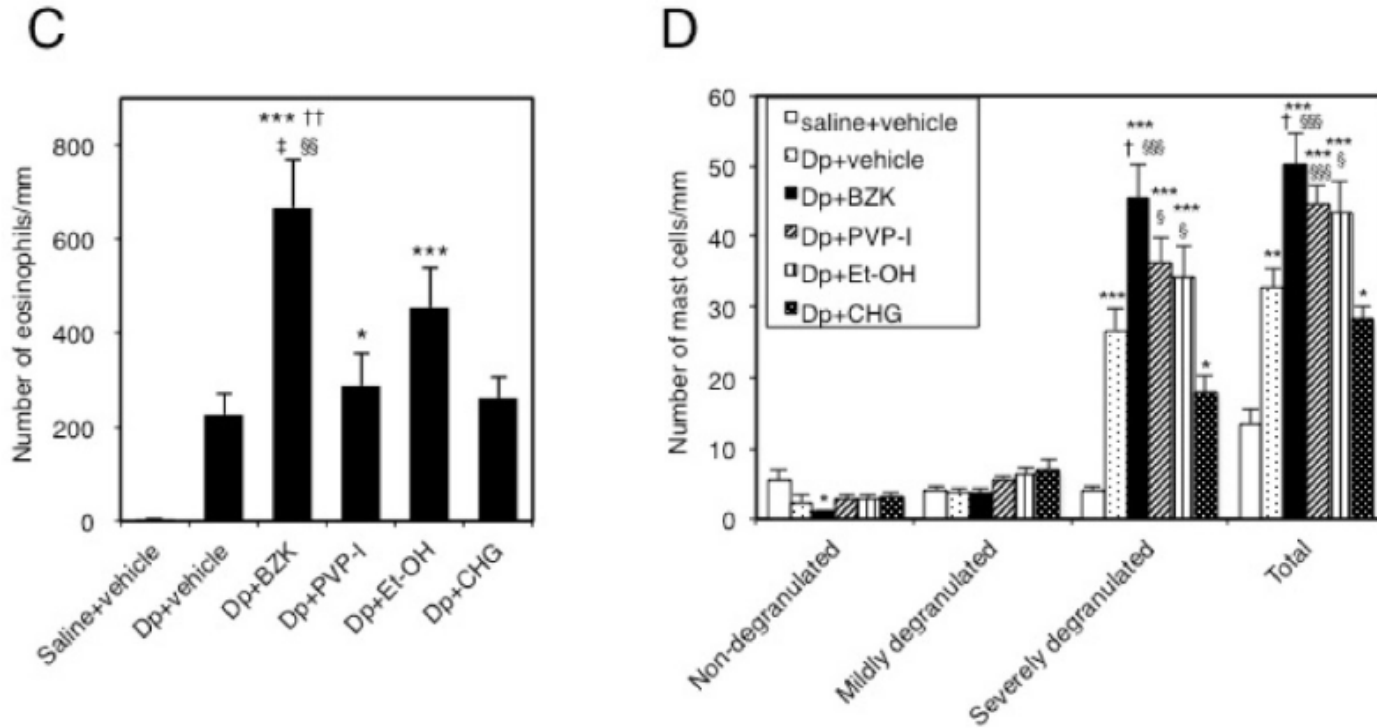 C
Number of eosinophils/mm
800
600
400
200
0
*** ††
‡ §§
*
***
Saline+vehicle
Dp+vehicle
Dp+BZK
Dp+PVP-I
Dp+Et-OH
Dp+CHG
D
Number of mast cells/mm
60
50
40
30
20
10
0
saline+vehicle
Dp+vehicle
Dp+BZK
Dp+PVP-I
Dp+Et-OH
Dp+CHG
*
***
***
† §§§
***
§
***
§
*
**
***
† §§§
***
§§§
***
§
*
Non-degranulated
Mildly degranulated
Severely degranulated
Total